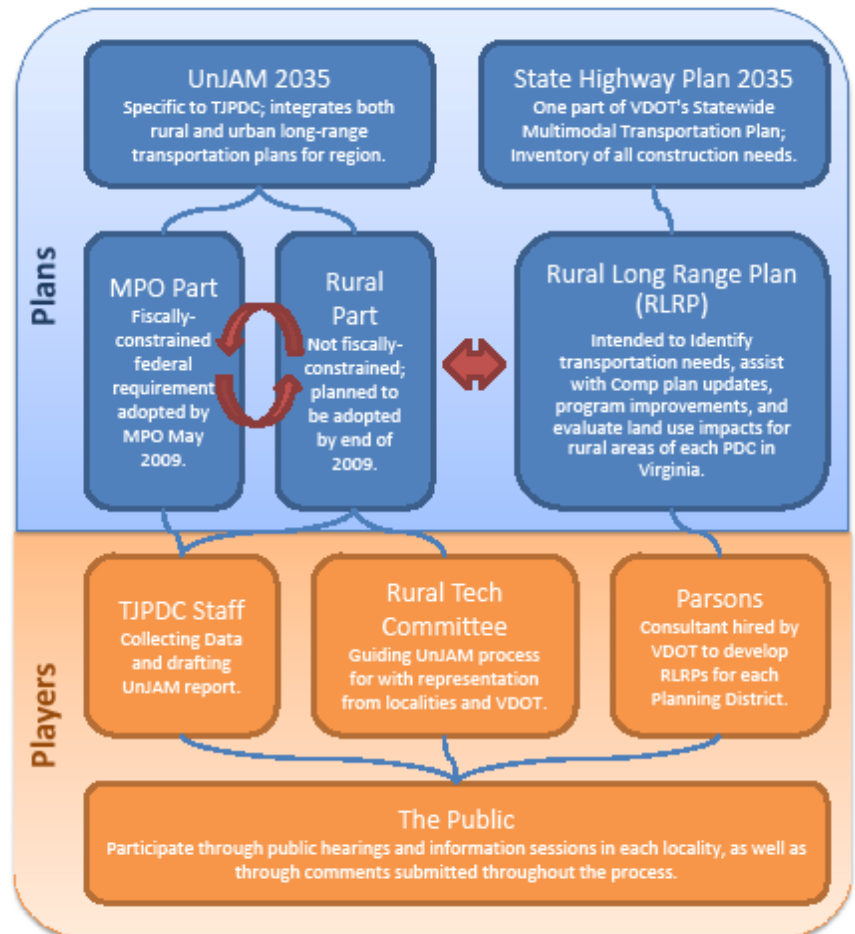 UnJAM 2035
Specific to TJPDC; integrates both
rural and urban long-range
transportation plans for region.
State Highway Plan 2035
One part of VDOT's Statewide
Multimodal Transportation Plan;
Inventory of all construction needs.
Plans
MPO Part
Fiscally-
constrained
federal
requirement
adopted by
MPO May
2009.
Rural
Part
Not fiscally-
constrained;
planned to
be adopted
by end of
2009.
Rural Long Range Plan
(RLRP)
Intended to Identify
transportation needs, assist
with Comp plan updates,
program improvements, and
evaluate land use impacts for
rural areas of each PDC in
Virginia.
Players
TJPDC Staff
Collecting Data
and drafting
UnJAM report.
Rural Tech
Committee
Guiding UnJAM process
for with representation
from localities and VDOT.
Parsons
Consultant hired by
VDOT to develop
RLRPs for each
Planning District.
The Public
Participate through public hearings and information sessions in each locality, as well as
through comments submitted throughout the process.